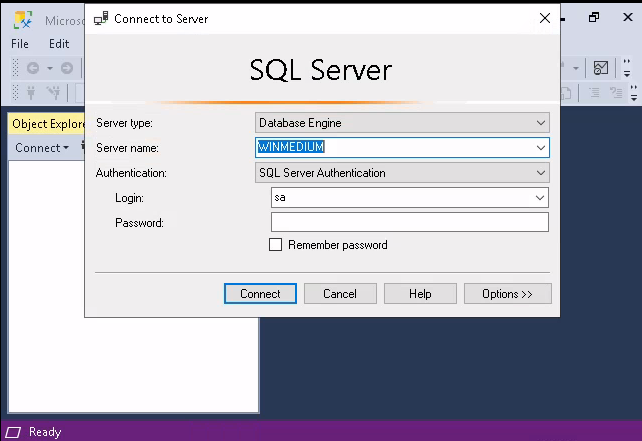 Microso
Connect to Server
File Edit
SQL Server
Object Explore
Connect
Server type: Database Engine
Server name: WINMEDIUM
Authentication: SQL Server Authentication
Login: sa
Password:
Remember password
Connect Cancel Help Options >>
Ready